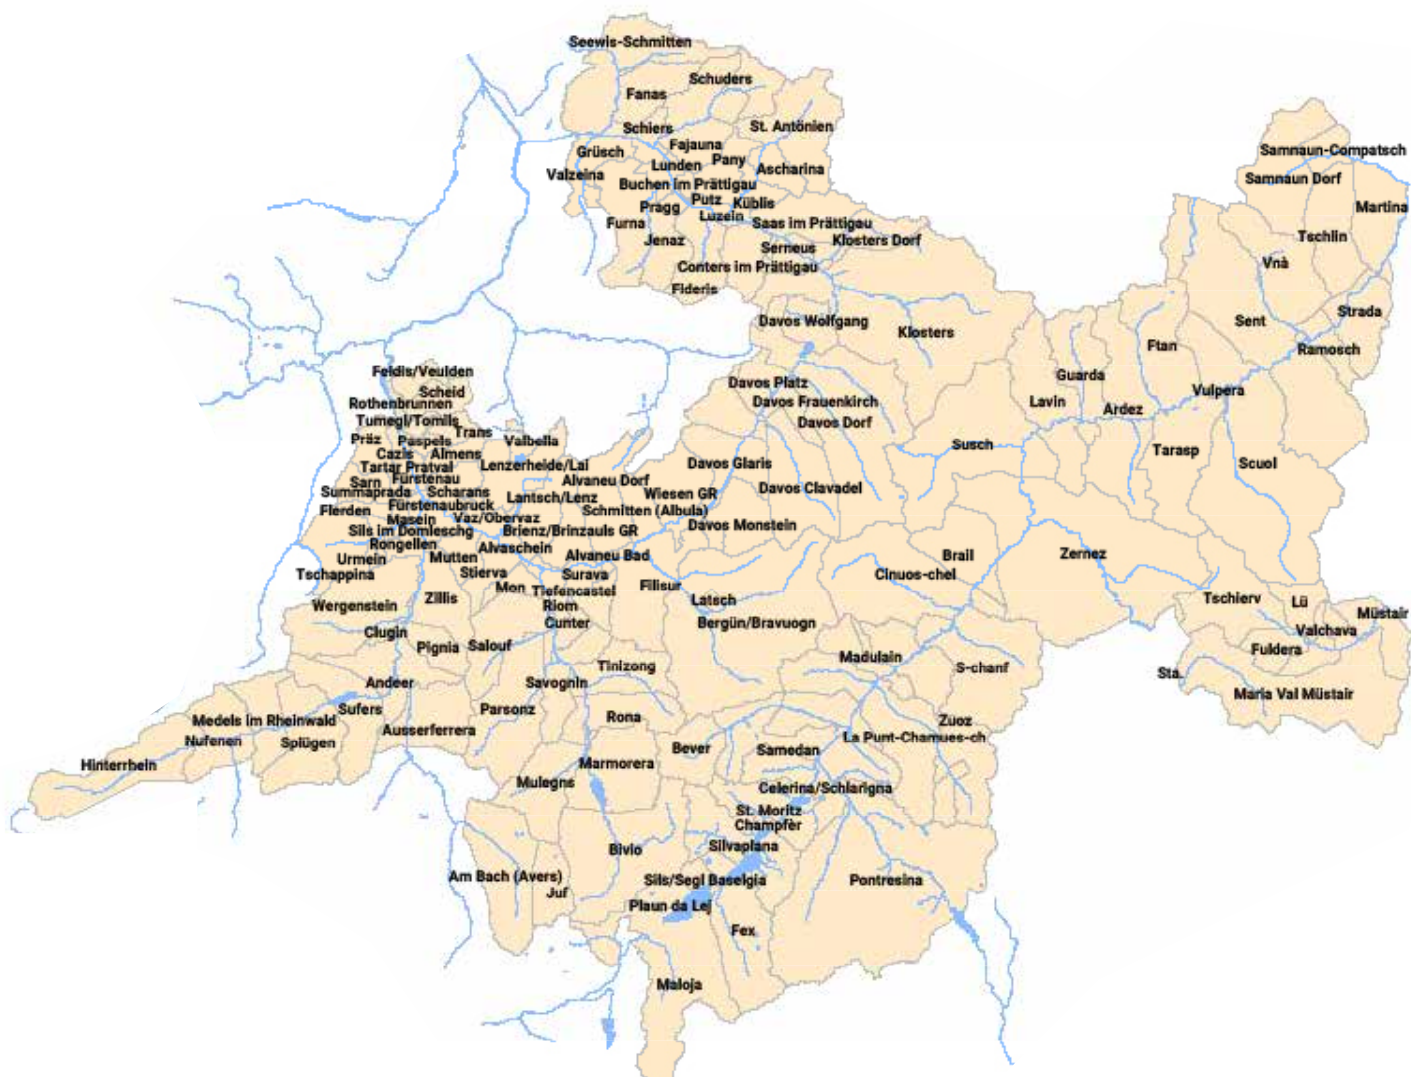 Seewis-Schmitten
Schuders
Fanas
Schiers
St. Antönien
Fajauna
Grüsch
Lunden
Pany
Valzeina
Ascharina
Buchen im Prättigau
Putz
Küblis
Pragg
Luzein
Furna
Saas im Prättigau
Jenaz
Serneus
Klosters Dorf
Conters im Prättigau
Fideris
Samnaun-Compatsch
Samnaun Dorf
Martina
Tschlin
Vnà
Strada
Sent
Ramosch
Davos Wolfgang
Klosters
Ftan
Guarda
Vulpera
Lavin
Ardez
Feldis/Veulden
Scheid
Rothenbrunnen
Tumegl/Tomils
Trans
Präz
Paspels
Valbella
Cazis
Almens
Tartar Pratval
Lenzerheide/Lai
Sarn
Fürstenau
Alvaneu Dorf
Summaprada
Scharans
Lantsch/Lenz
Wiesen GR
Flerden
Fürstenaubruck
Schmitten (Albula)
Masein
Vaz/Obervaz
Sils im Domleschg
Brienz/Brinzauls GR
Rongellen
Alvaschein
Alvaneu Bad
Urmein
Mutten
Tschappina
Stierva
Surava
Mon
Tiefencastel
Filisur
Davos Platz
Davos Frauenkirch
Davos Dorf
Susch
Tarasp
Scuol
Davos Glaris
Davos Clavadel
Davos Monstein
Brail
Zernez
Cinuos-chel
Latsch
Bergün/Bravuogn
Tschierv
Lü
Müstair
Valchava
Fuldera
Sta.
Maria Val Müstair
Wergenstein
Zillis
Riom
Cunter
Clugin
Pignia
Salouf
Tinizong
Madulain
S-chanf
Andeer
Savognin
Sufers
Parsonz
Rona
Zuoz
Medels im Rheinwald
Nufenen
Splügen
Ausserferrera
La Punt-Chamues-ch
Bever
Samedan
Hinterrhein
Marmorera
Mulegns
Celerina/Schlarigna
St. Moritz
Champfèr
Silvaplana
Bivio
Am Bach (Avers)
Juf
Sils/Segl Baselgia
Pontresina
Plaun da Lej
Fex
Maloja